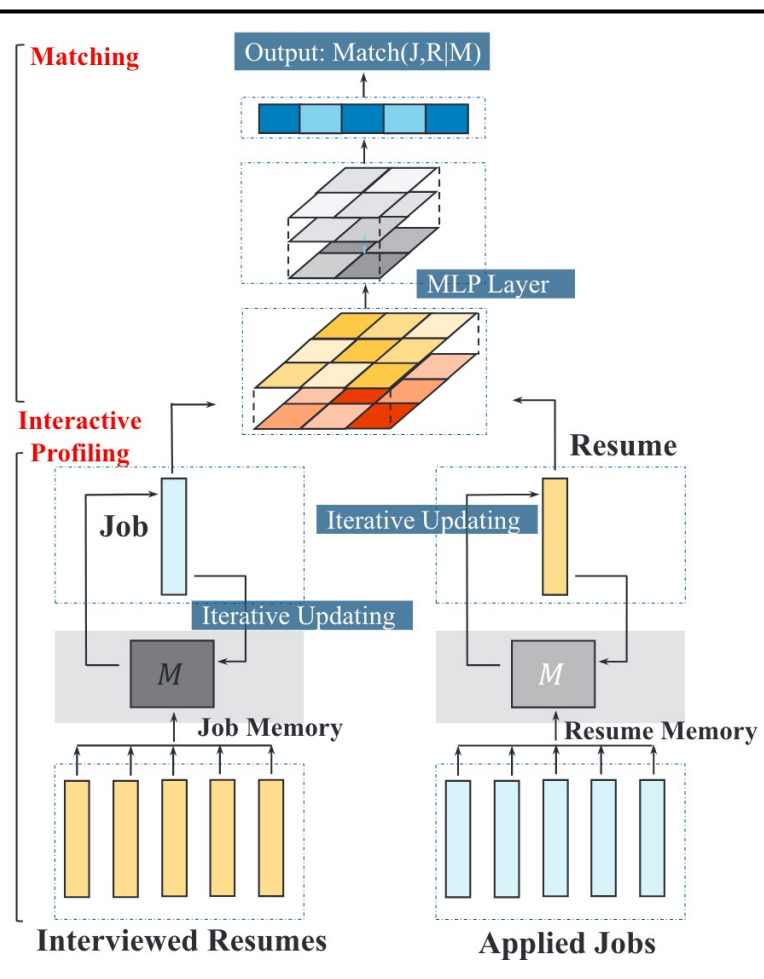 Matching
Output: Match(J,R|M)
MLP Layer
Interactive
Profiling
Resume
Job
Iterative Updating
Iterative Updating
M
M
Job Memory
Resume Memory
Interviewed Resumes
Applied Jobs